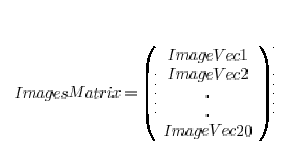 ImageVec1
ImageVec2
ImagesMatrix =
.
.
ImageVec20